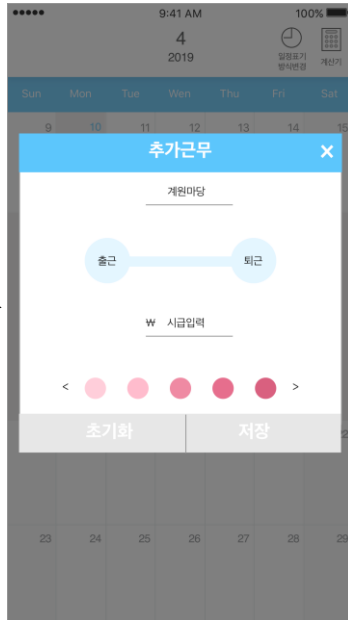 9:41 AM 100%
4
2019
일정표기
방식변경
계산기
Sun Mon Tue Wen Thu Fri Sat
9 10 11 12 13 14 15
추가근무 ×
계원마당
출근 퇴근
₩ 시급입력
< >
초기화 저장
23 24 25 26 27 28 29